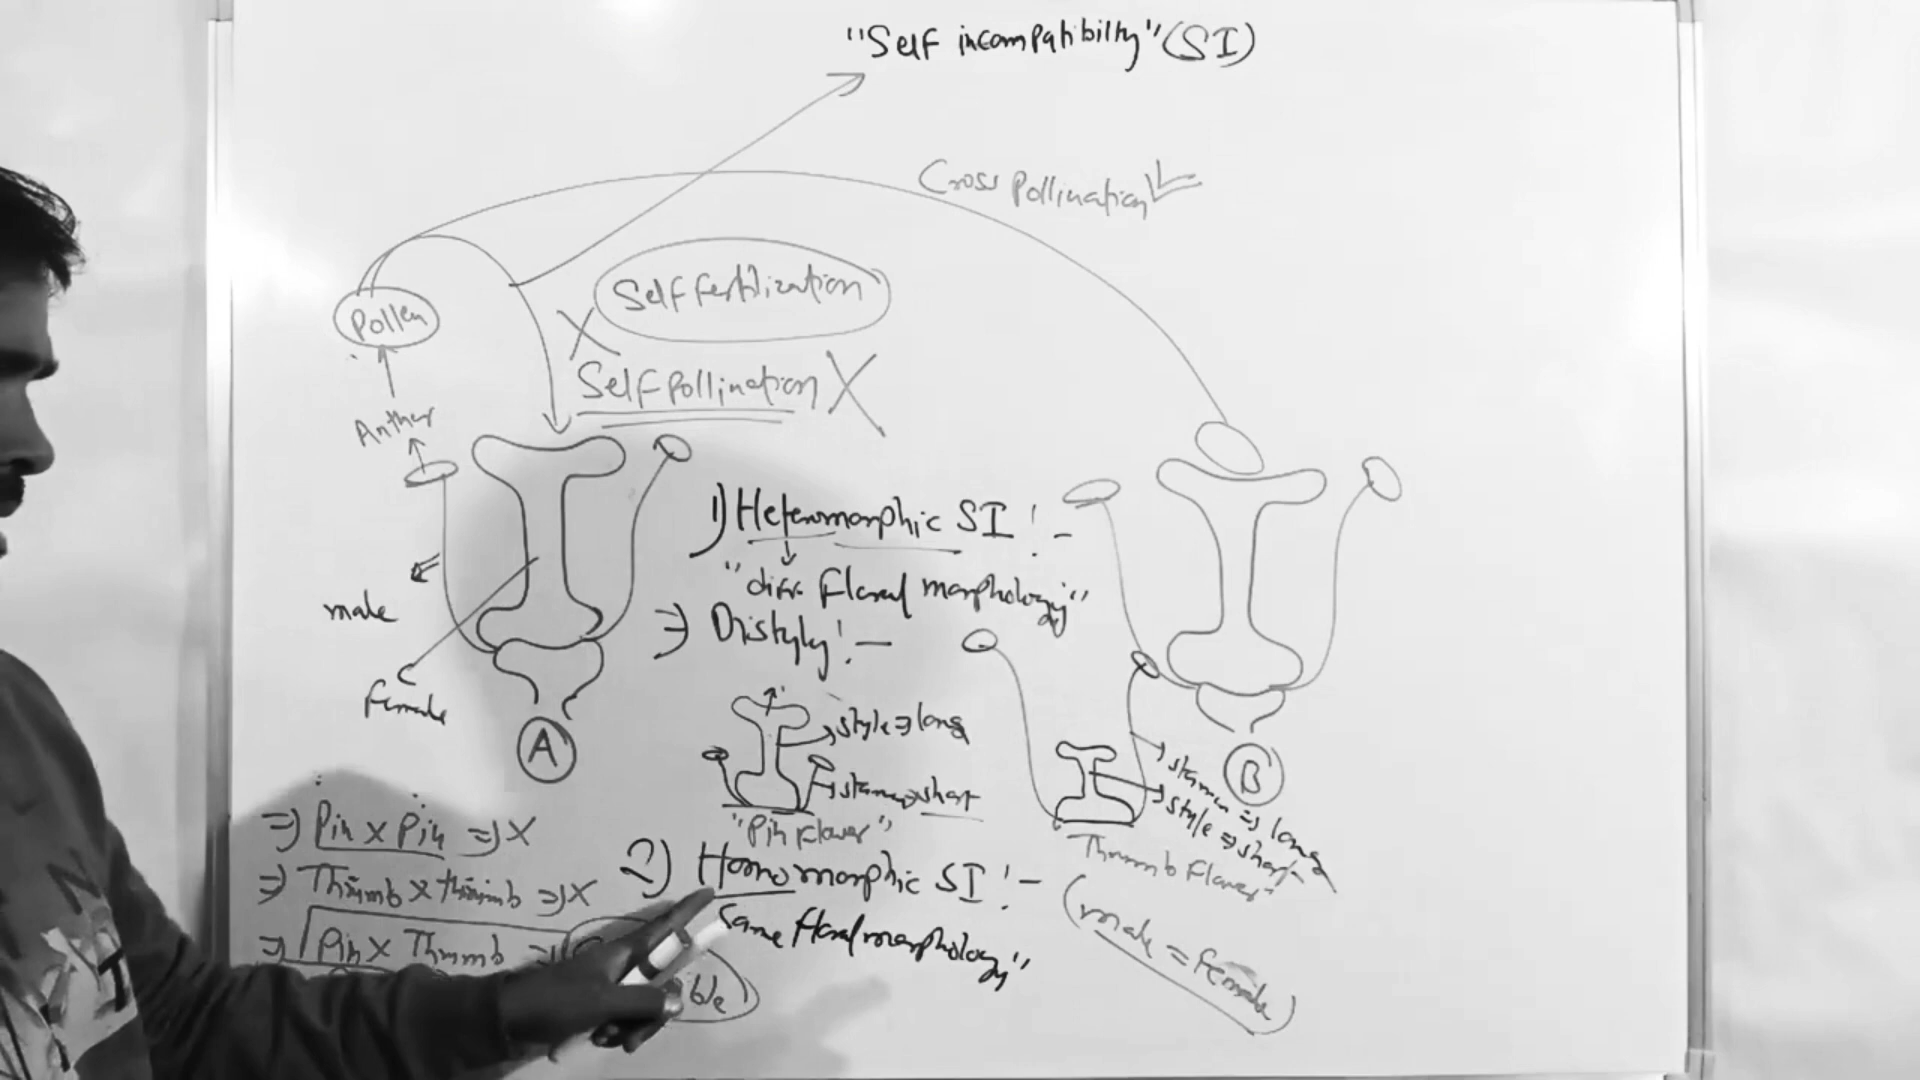 "Self incompatibilty" (SI)
Cross Pollination
Self fertilization
Pollen
Self Pollination X
Anther
1) Heteromorphic SI !-
"diff. Floral morphology"
male
=) Distyly !-
female
style => long
A
B
stamen => short
stamen => long
style => short
"Pin Flower"
Thrumb Flower"
=> Pin x Pin => X
2) Homomorphic SI !-
=> Thrumb x thrumb => X
same floral morphology"
(male = female)
=> Pin x Thrumb =>
ble